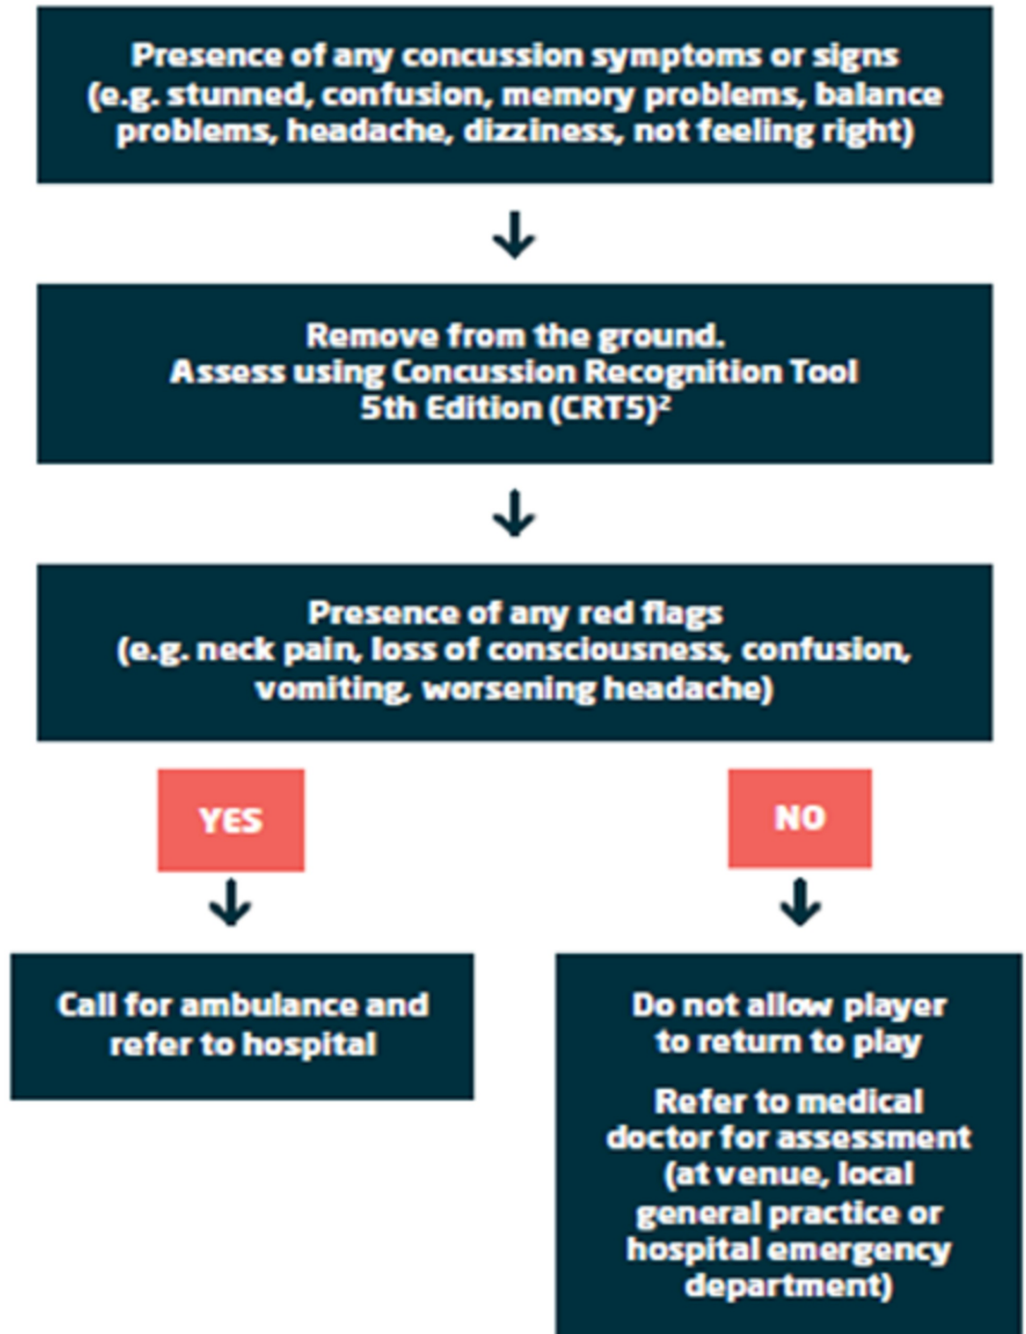 Presence of any concussion symptoms or signs
(e.g. stunned, confusion, memory problems, balance
problems, headache, dizziness, not feeling right)
Remove from the ground.
Assess using Concussion Recognition Tool
5th Edition (CRT5)²
Presence of any red flags
(e.g. neck pain, loss of consciousness, confusion,
vomiting, worsening headache)
YES
NO
Call for ambulance and
refer to hospital
Do not allow player
to return to play
Refer to medical
doctor for assessment
(at venue, local
general practice or
hospital emergency
department)